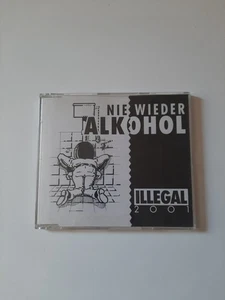 NIE WIEDER
ALKOHOL
ILLEGAL
2001